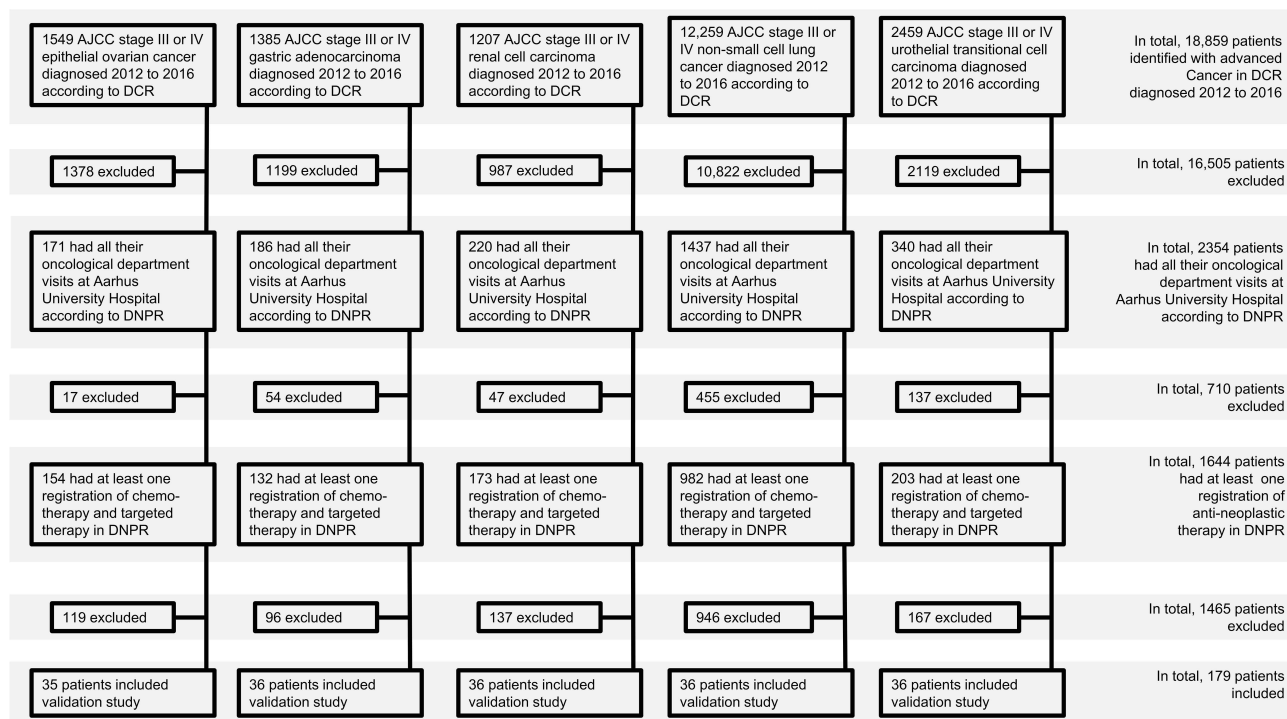 1549 AJCC stage III or IV
epithelial ovarian cancer
diagnosed 2012 to 2016
according to DCR
1385 AJCC stage III or IV
gastric adenocarcinoma
diagnosed 2012 to 2016
according to DCR
1207 AJCC stage III or IV
renal cell carcinoma
diagnosed 2012 to 2016
according to DCR
12,259 AJCC stage III or
IV non-small cell lung
cancer diagnosed 2012
to 2016 according to
DCR
2459 AJCC stage III or IV
urothelial transitional cell
carcinoma diagnosed
2012 to 2016 according
to DCR
In total, 18,859 patients
identified with advanced
Cancer in DCR
diagnosed 2012 to 2016
1378 excluded
1199 excluded
987 excluded
10,822 excluded
2119 excluded
In total, 16,505 patients
excluded
171 had all their
oncological department
visits at Aarhus
University Hospital
according to DNPR
186 had all their
oncological department
visits at Aarhus
University Hospital
according to DNPR
220 had all their
oncological department
visits at Aarhus
University Hospital
according to DNPR
1437 had all their
oncological department
visits at Aarhus
University Hospital
according to DNPR
340 had all their
oncological department
visits at Aarhus University
Hospital according to
DNPR
In total, 2354 patients
had all their oncological
department visits at
Aarhus University Hospital
according to DNPR
17 excluded
54 excluded
47 excluded
455 excluded
137 excluded
In total, 710 patients
excluded
154 had at least one
registration of chemo-
therapy and targeted
therapy in DNPR
132 had at least one
registration of chemo-
therapy and targeted
therapy in DNPR
173 had at least one
registration of chemo-
therapy and targeted
therapy in DNPR
982 had at least one
registration of chemo-
therapy and targeted
therapy in DNPR
203 had at least one
registration of chemo-
therapy and targeted
therapy in DNPR
In total, 1644 patients
had at least one
registration of
anti-neoplastic
therapy in DNPR
119 excluded
96 excluded
137 excluded
946 excluded
167 excluded
In total, 1465 patients
excluded
35 patients included
validation study
36 patients included
validation study
36 patients included
validation study
36 patients included
validation study
36 patients included
validation study
In total, 179 patients
included